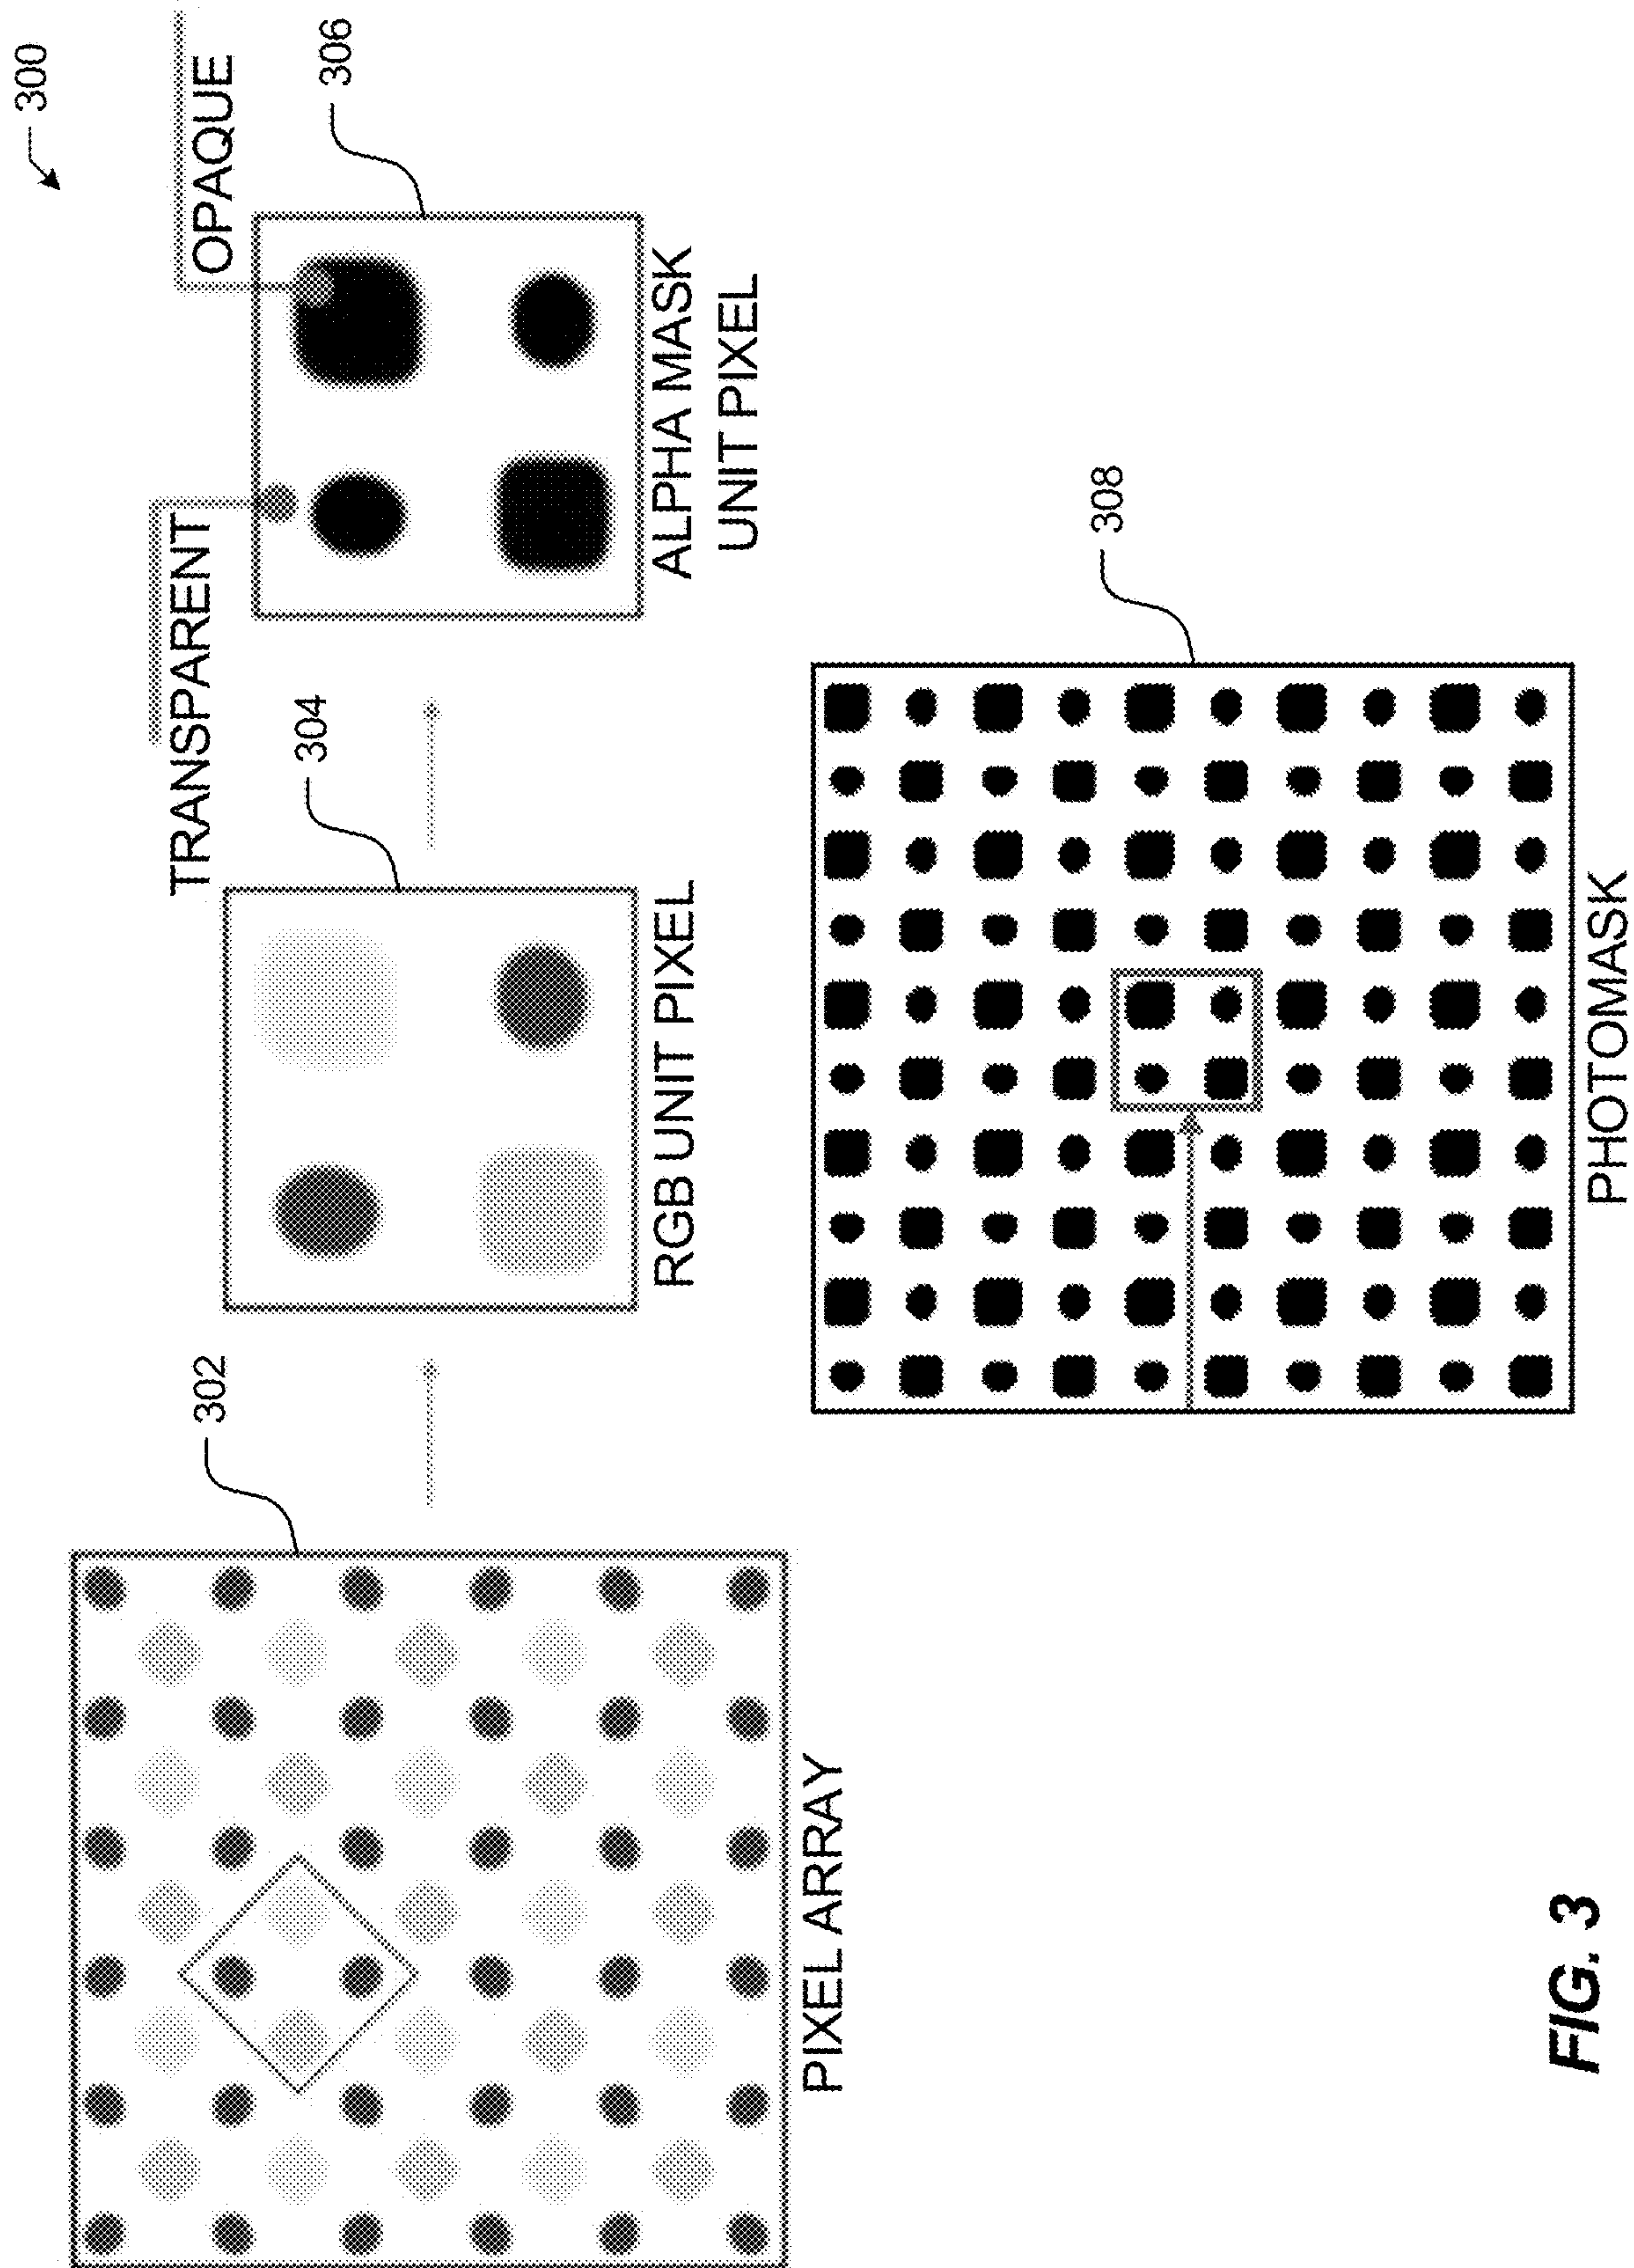 300
TRANSPARENT
OPAQUE
302
304
306
PIXEL ARRAY
RGB UNIT PIXEL
ALPHA MASK
UNIT PIXEL
308
PHOTOMASK
FIG. 3